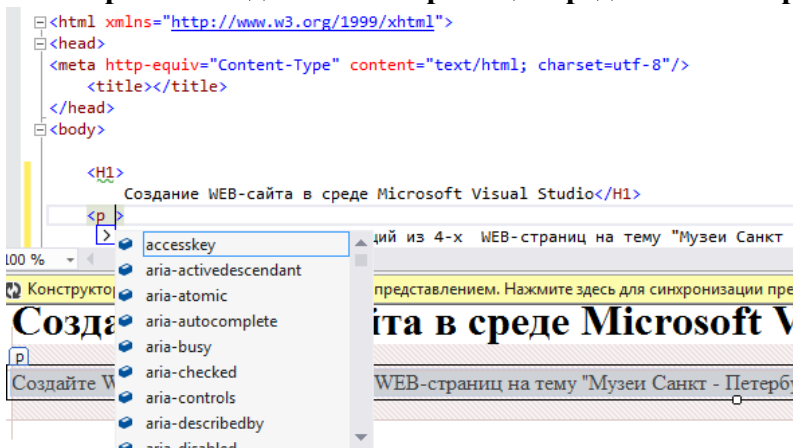 <html xmlns="http://www.w3.org/1999/xhtml">
<head>
<meta http-equiv="Content-Type" content="text/html; charset=utf-8"/>
<title></title>
</head>
<body>
<H1>
Создание WEB-сайта в среде Microsoft Visual Studio</H1>
<p >
> ций из 4-х WEB-страниц на тему "Музеи Санкт
accesskey
aria-activedescendant
aria-atomic
aria-autocomplete
aria-busy
aria-checked
aria-controls
aria-describedby
aria-disabled
100 %
Конструктор представлением. Нажмите здесь для синхронизации пре
Созда йта в среде Microsoft V
p
Создайте W WEB-страниц на тему "Музеи Санкт - Петербу